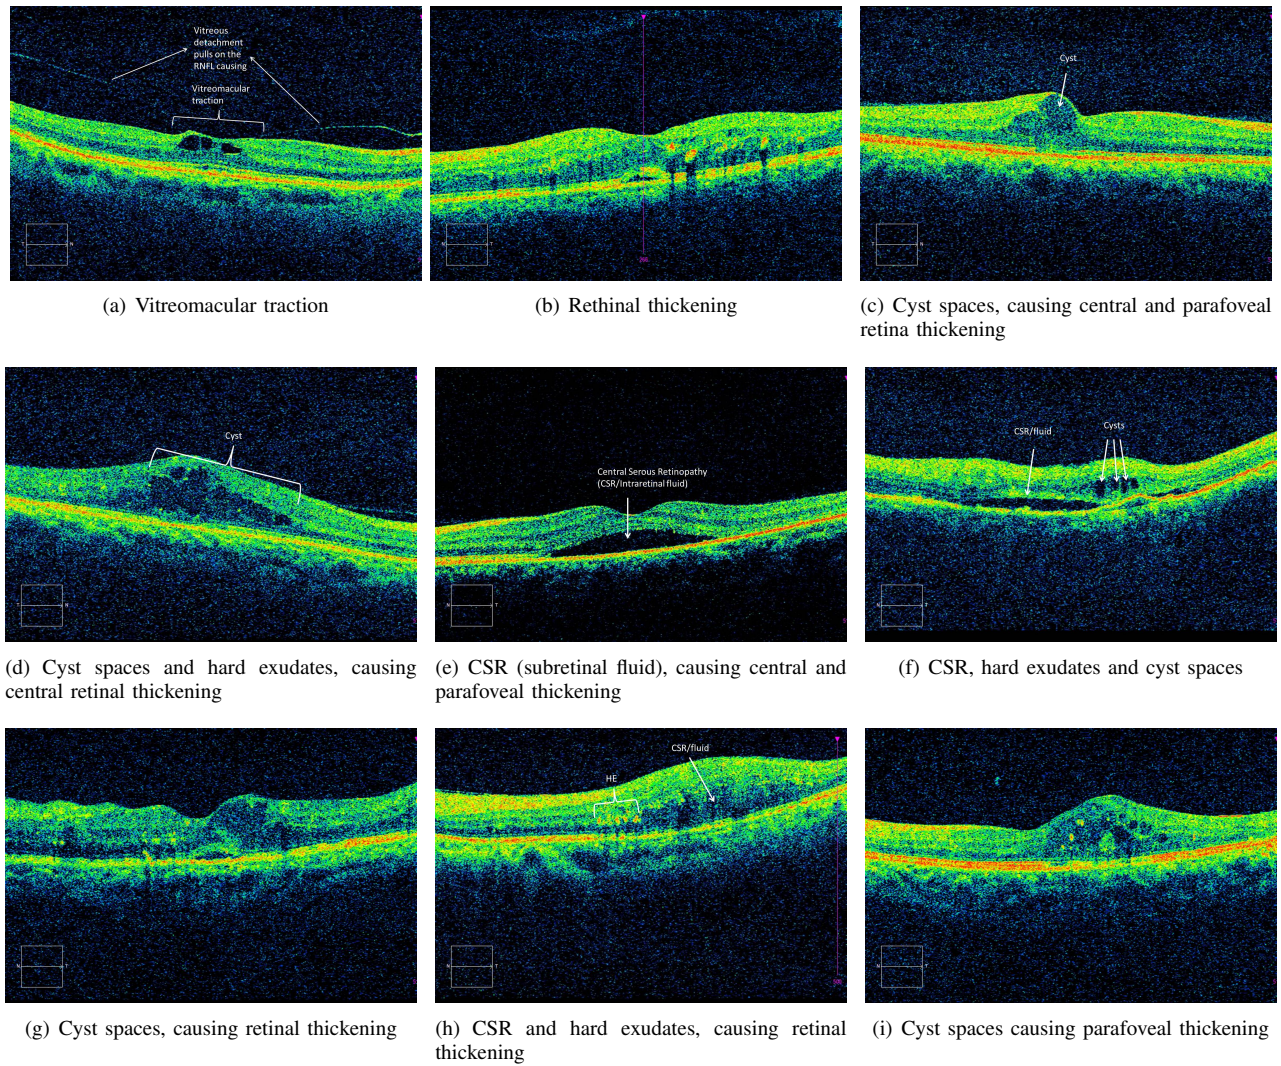 Vitreous
detachment
pulls on the
RNFL causing
Vitreomacular
traction
Cyst
(a) Vitreomacular traction
(b) Rethinal thickening
(c) Cyst spaces, causing central and parafoveal
retina thickening
Cyst
Central Serous Retinopathy
(CSR/Intraretinal fluid)
CSR/fluid
Cysts
(d) Cyst spaces and hard exudates, causing
central retinal thickening
(e) CSR (subretinal fluid), causing central and
parafoveal thickening
(f) CSR, hard exudates and cyst spaces
HE
CSR/fluid
(g) Cyst spaces, causing retinal thickening
(h) CSR and hard exudates, causing retinal
thickening
(i) Cyst spaces causing parafoveal thickening